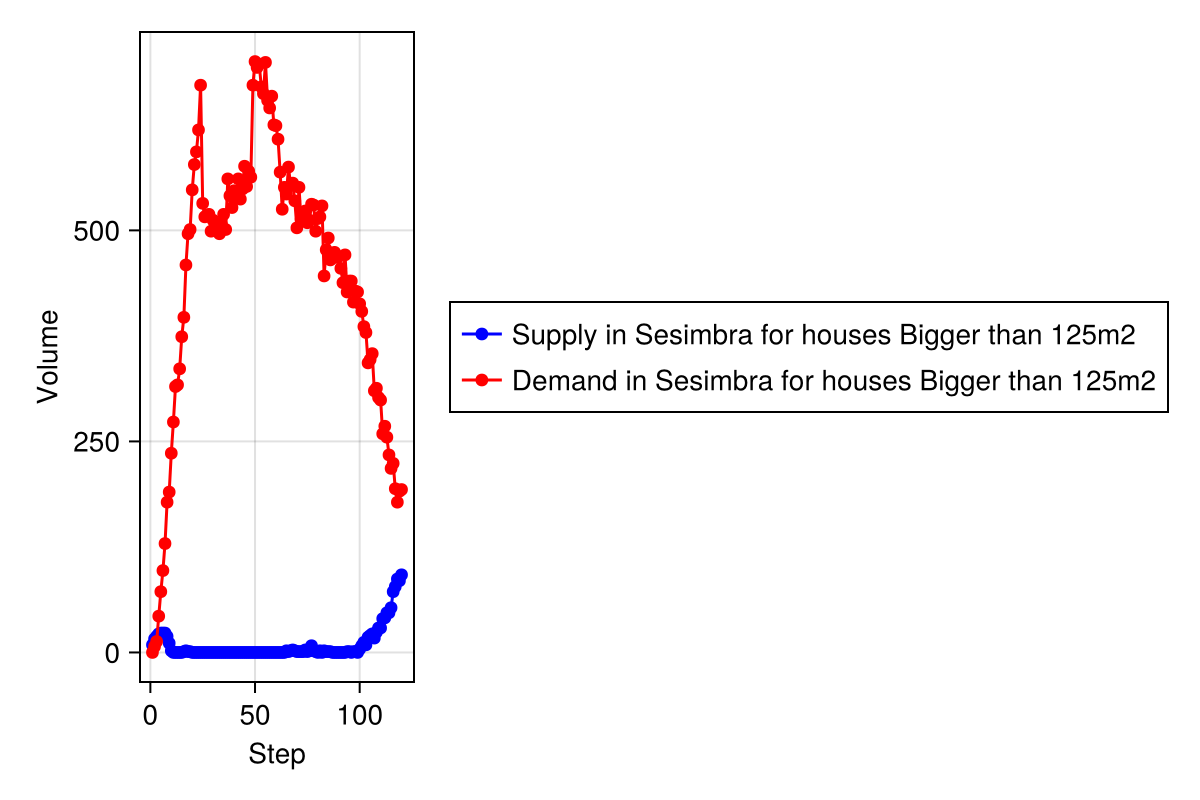 Volume
500
250
0
0 50 100
Step
Supply in Sesimbra for houses Bigger than 125m2
Demand in Sesimbra for houses Bigger than 125m2